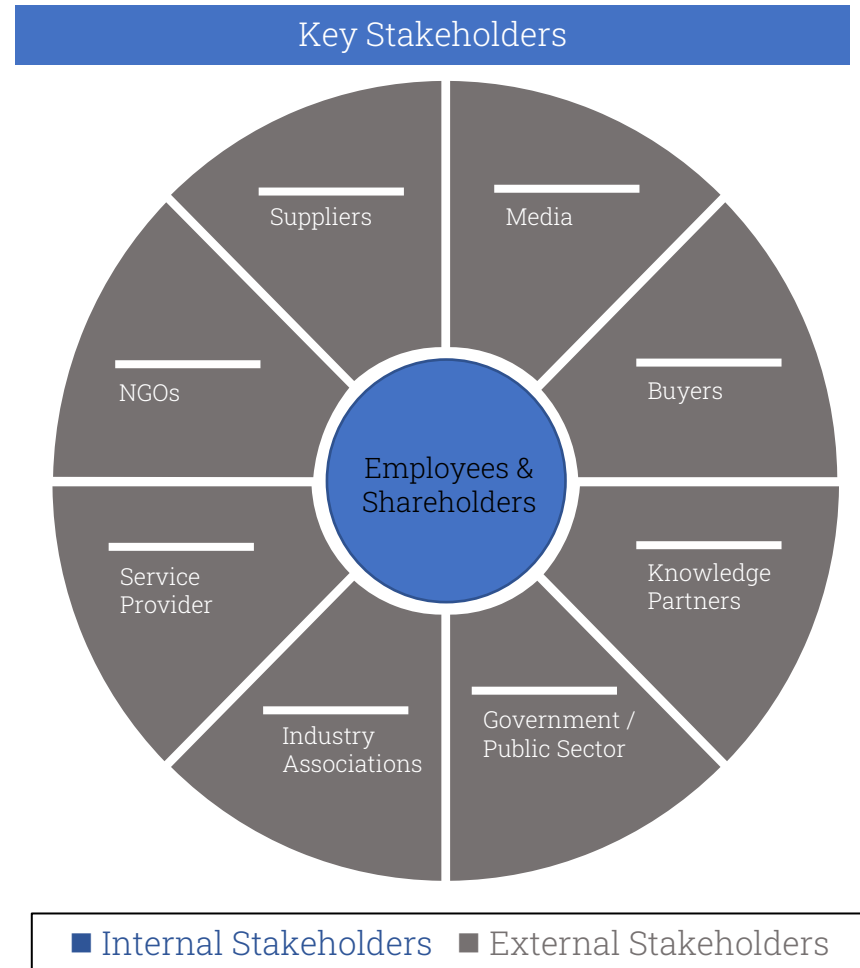 Key Stakeholders
Suppliers
Media
NGOs
Buyers
Employees &
Shareholders
Service
Provider
Knowledge
Partners
Industry
Associations
Government /
Public Sector
Internal Stakeholders
External Stakeholders